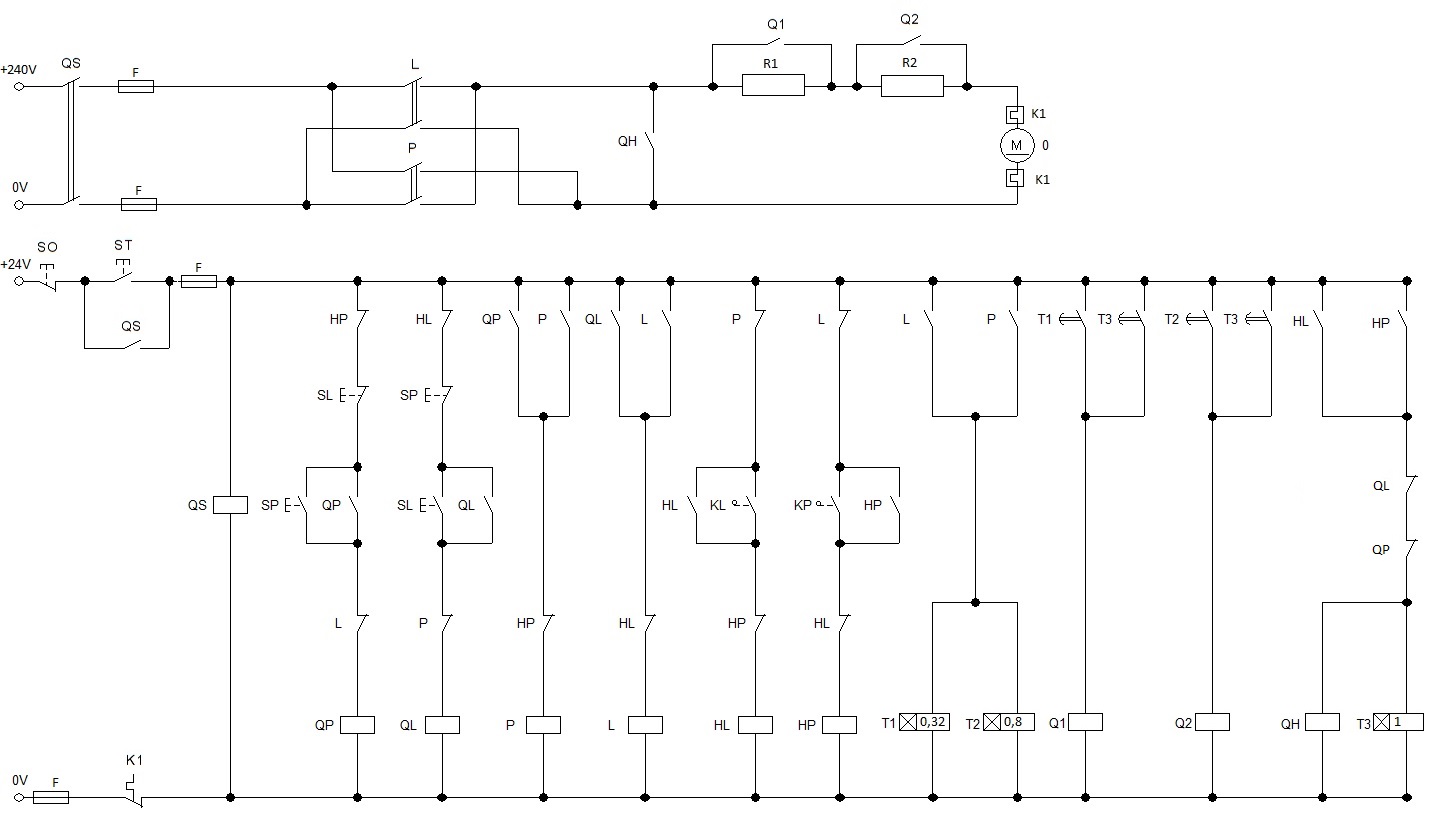 Q1 Q2
+240V QS F L R1 R2
K1
QH P M 0
0V F K1
SO ST
+24V F
QS HP HL QP P QL L P L L P T1 T3 T2 T3 HL HP
SL SP
QL
QS SP QP SL QL HL KL KP HP
QP
L P HP HL HP HL
QP QL P L HL HP T1 0,32 T2 0,8 Q1 Q2 QH T3 1
K1
0V F